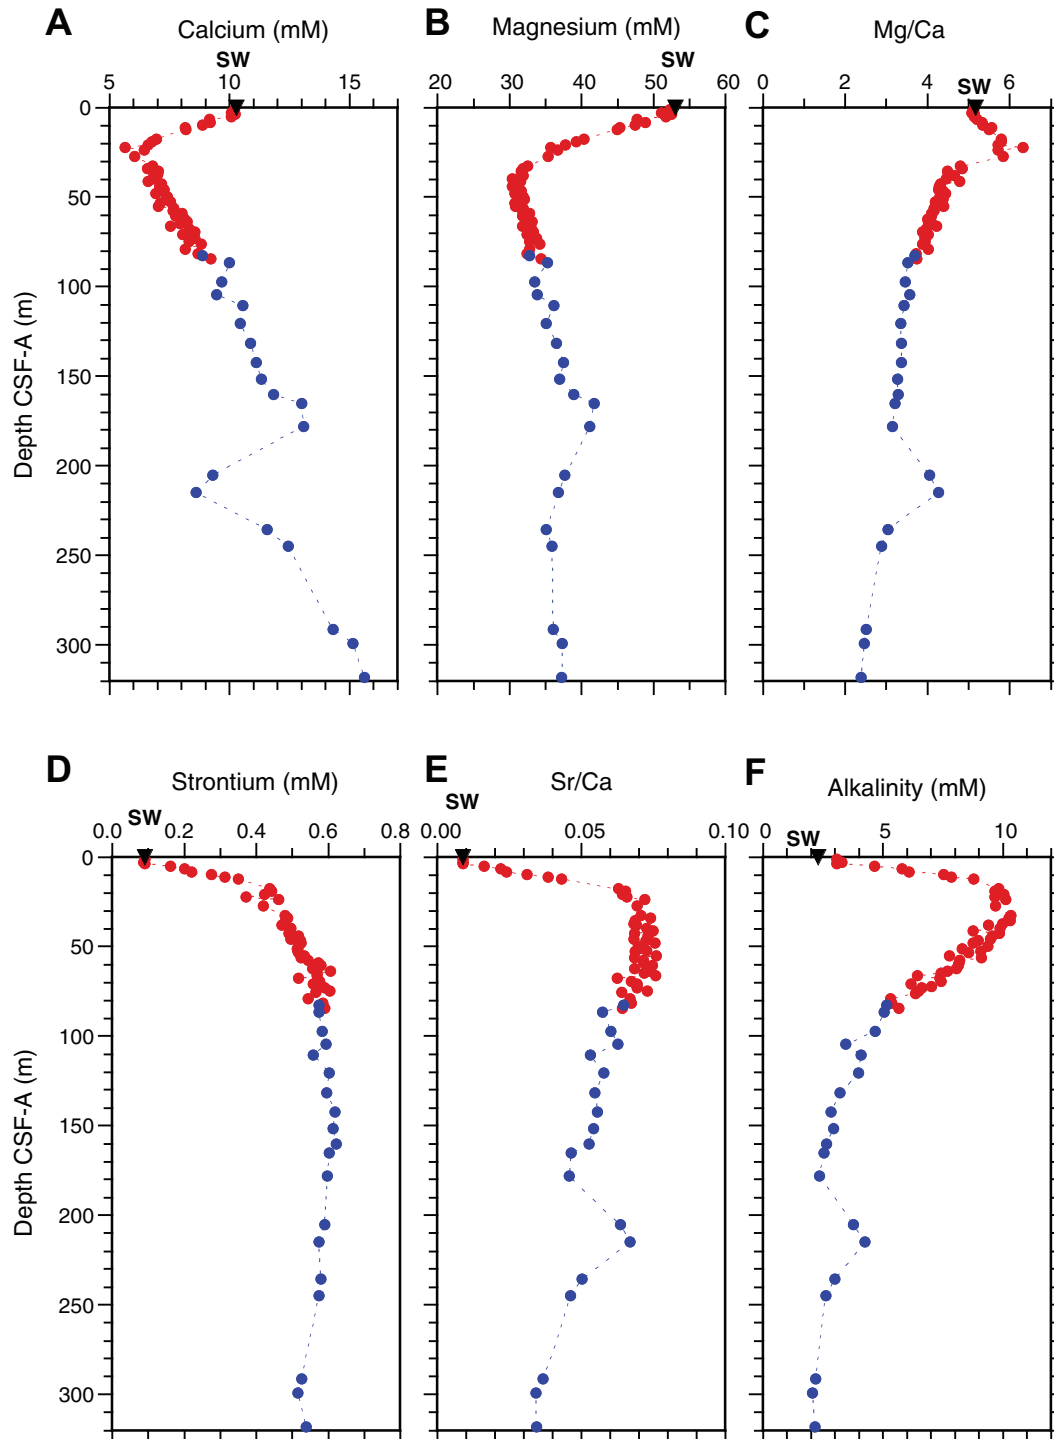 A Calcium (mM) B Magnesium (mM) C Mg/Ca
SW SW SW
5 10 15 20 30 40 50 60 0 2 4 6
0
50
100
150
200
250
300
Depth CSF-A (m)
D Strontium (mM) E Sr/Ca F Alkalinity (mM)
SW SW SW
0.0 0.2 0.4 0.6 0.8 0.00 0.05 0.10 0 5 10
0
50
100
150
200
250
300
Depth CSF-A (m)